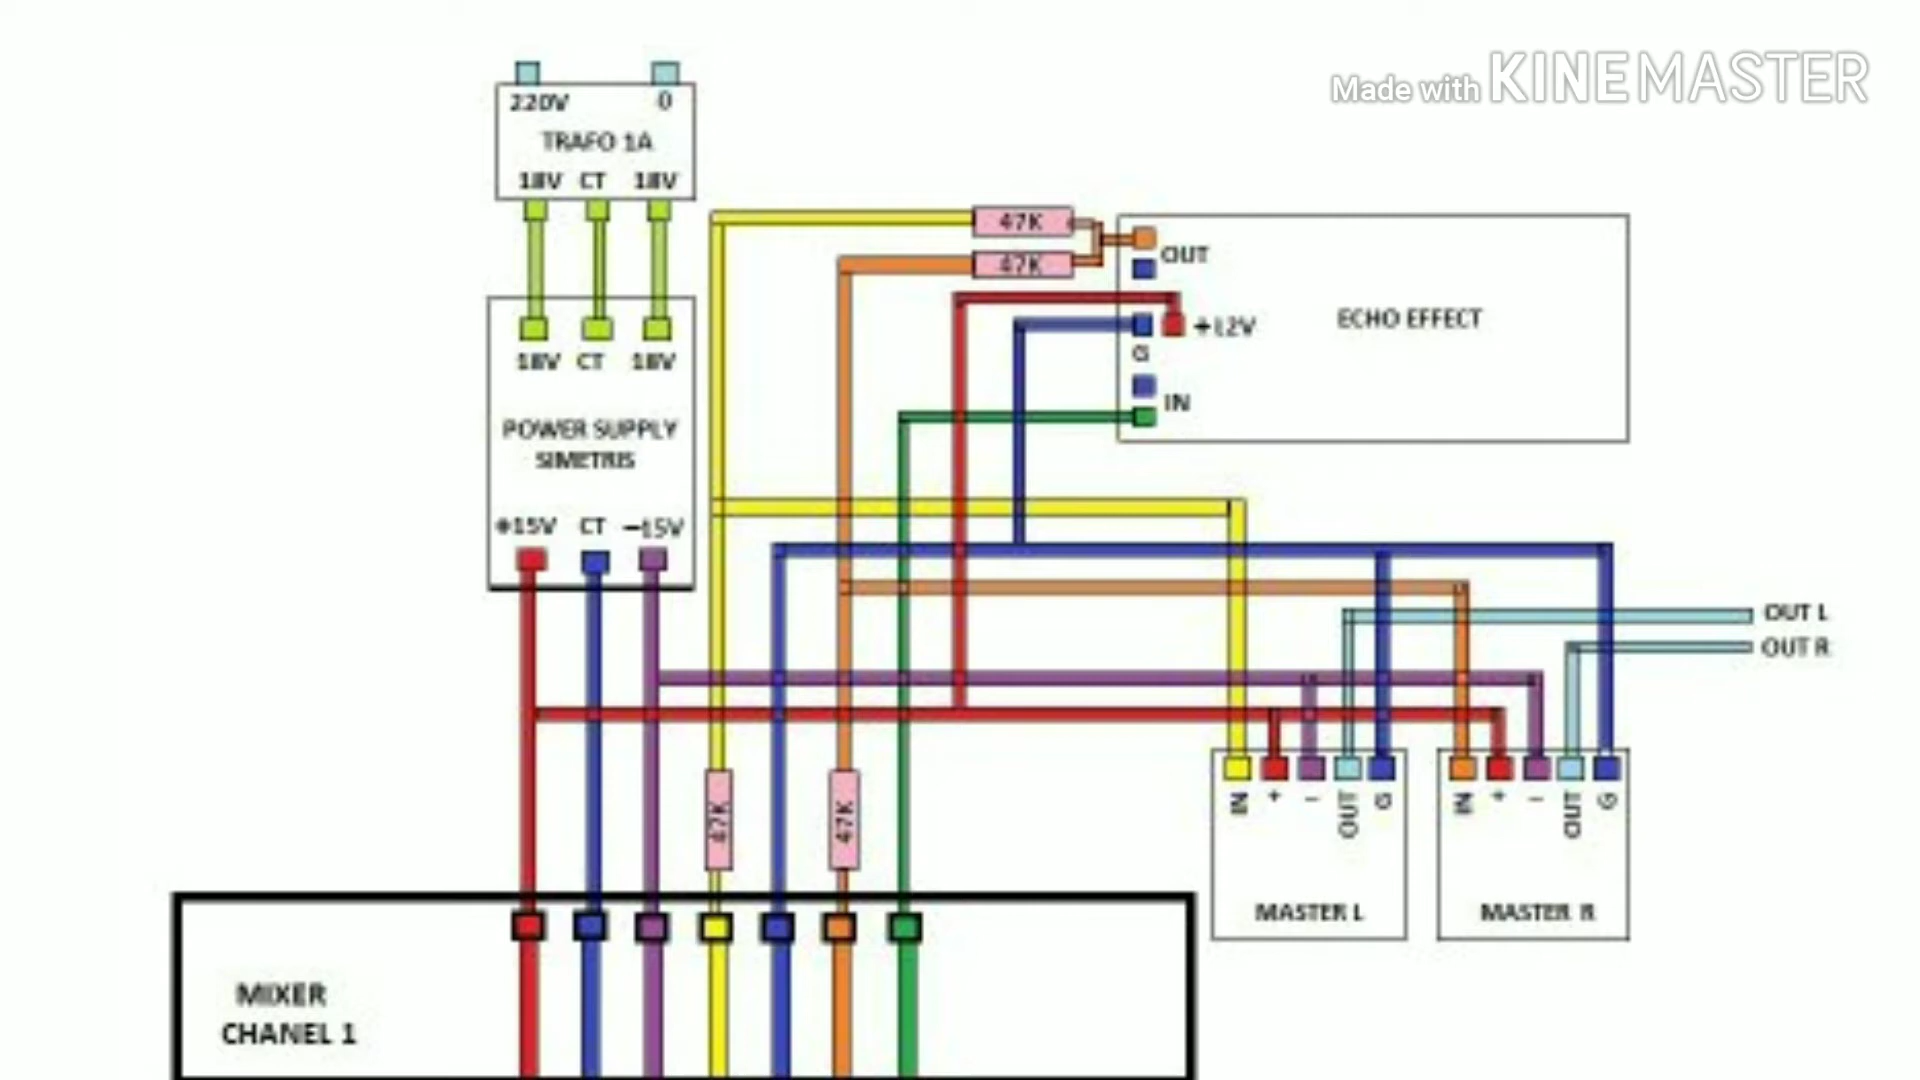 Made with KINEMASTER
220V 0
TRAFO 1A
18V CT 18V
18V CT 18V
POWER SUPPLY
SIMETRIS
+15V CT -15V
47K
47K
OUT
+12V
G
IN
ECHO EFFECT
OUT L
OUT R
47K
47K
IN + - OUT G
MASTER L
IN + - OUT G
MASTER R
MIXER
CHANEL 1